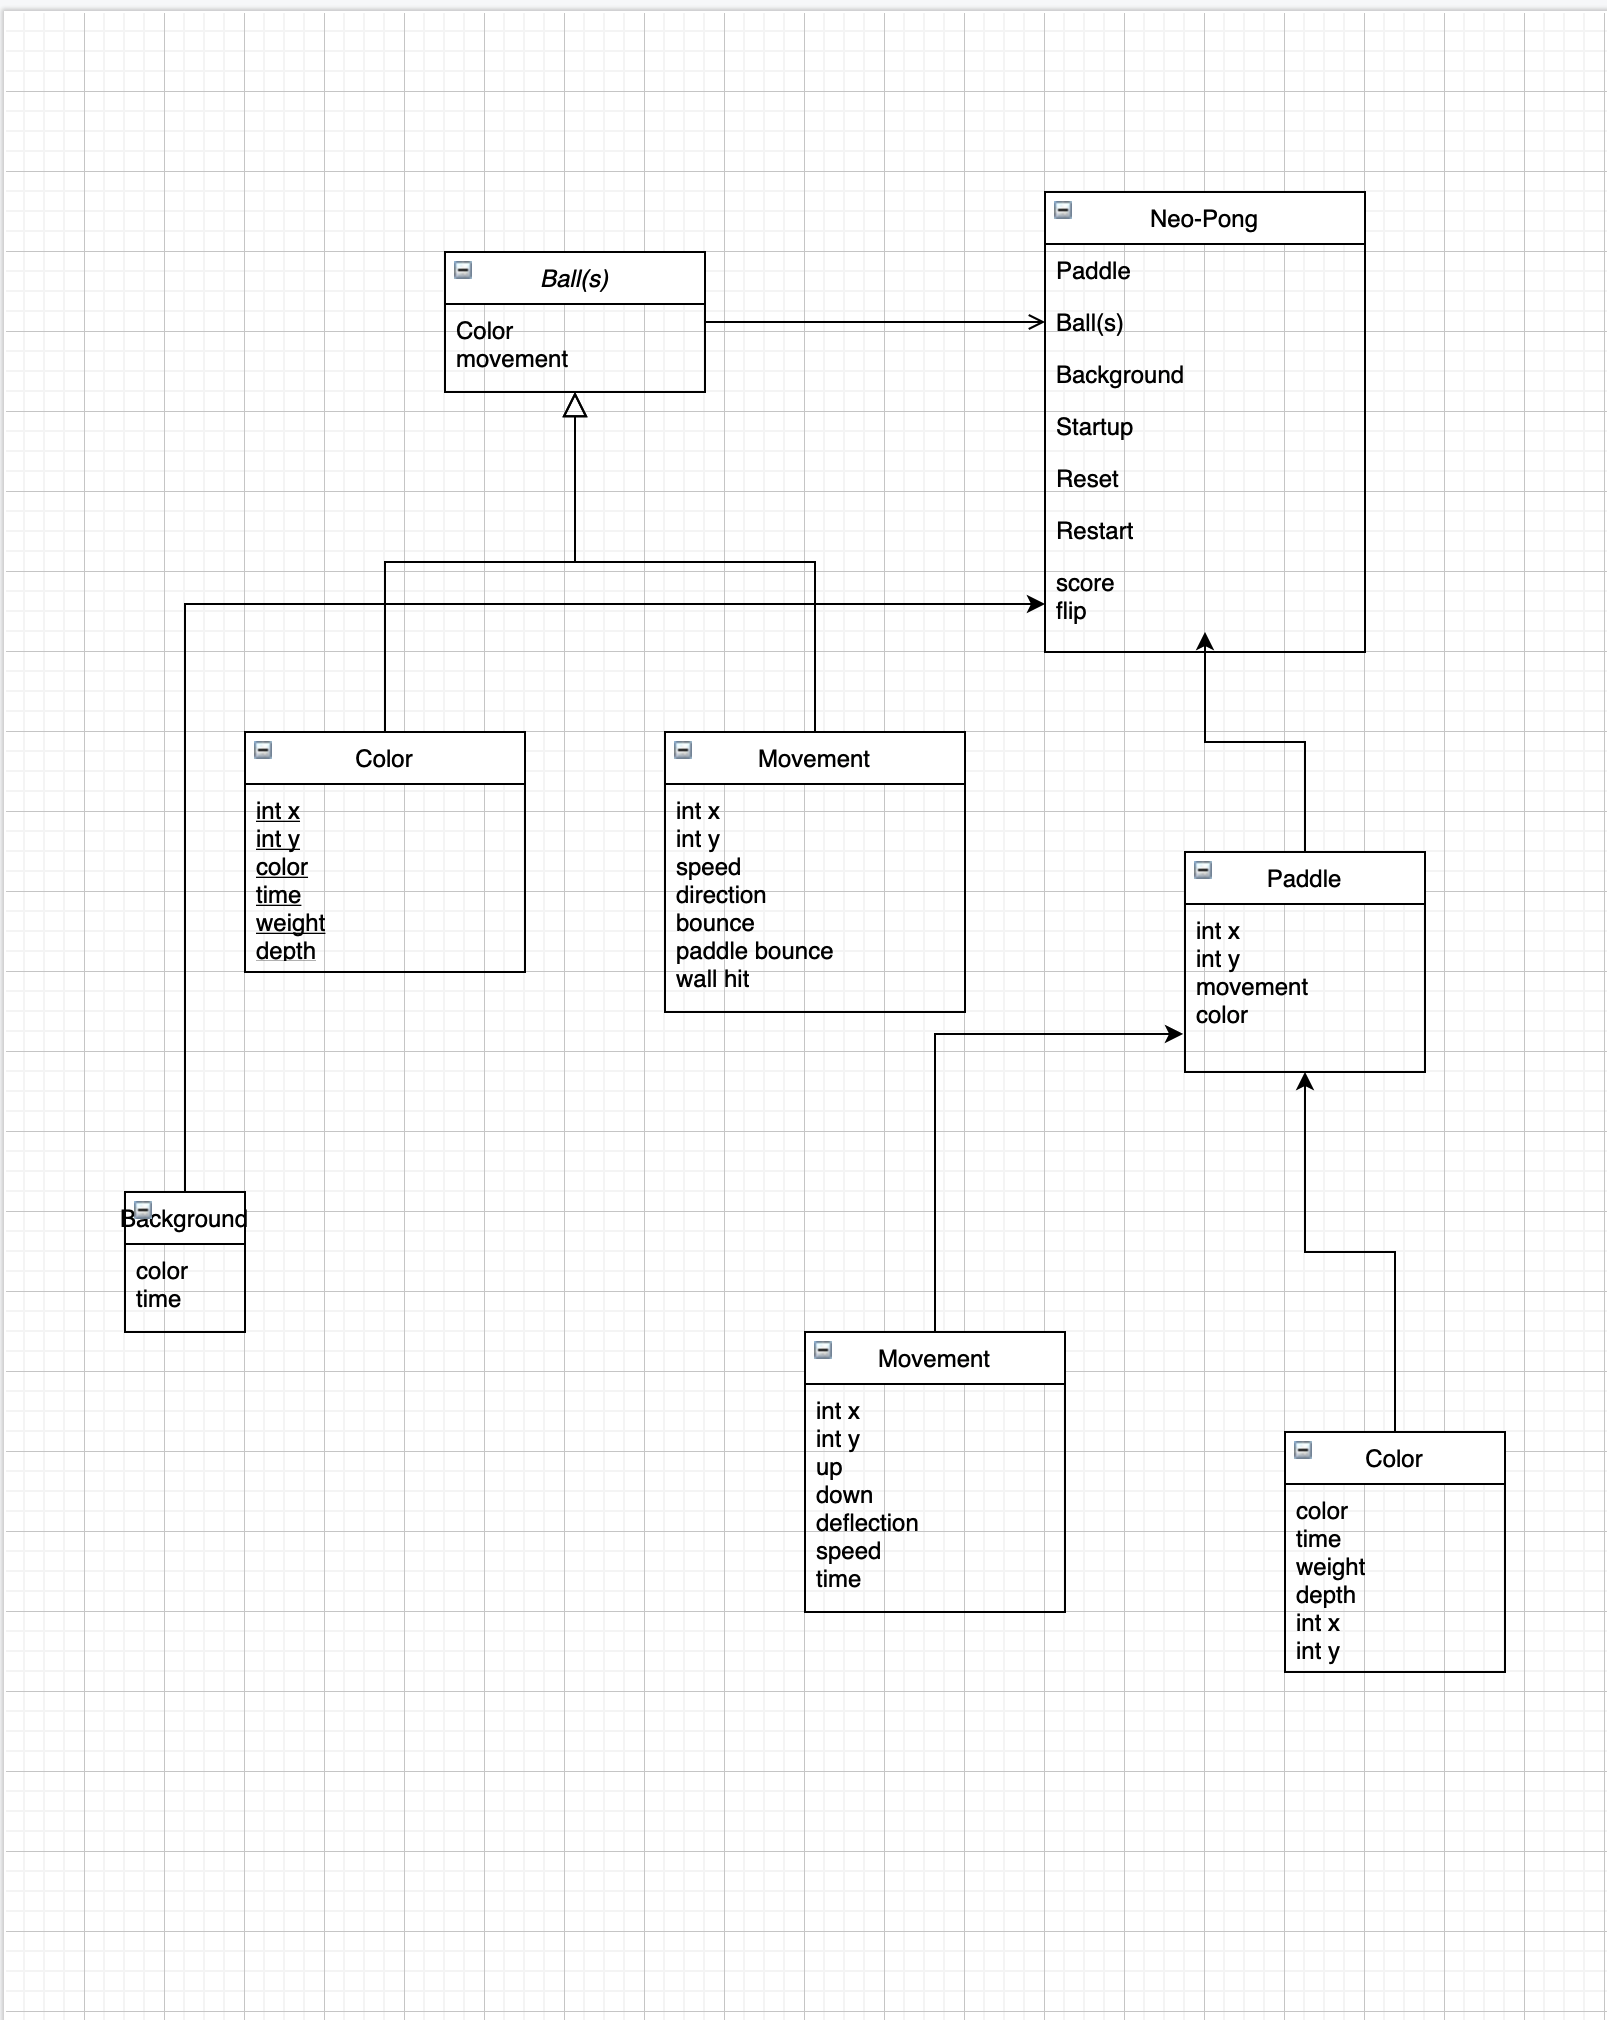 Neo-Pong
Paddle
Ball(s)
Background
Startup
Reset
Restart
score
flip
Ball(s)
Color
movement
Color
int x
int y
color
time
weight
depth
Movement
int x
int y
speed
direction
bounce
paddle bounce
wall hit
Paddle
int x
int y
movement
color
Background
color
time
Movement
int x
int y
up
down
deflection
speed
time
Color
color
time
weight
depth
int x
int y